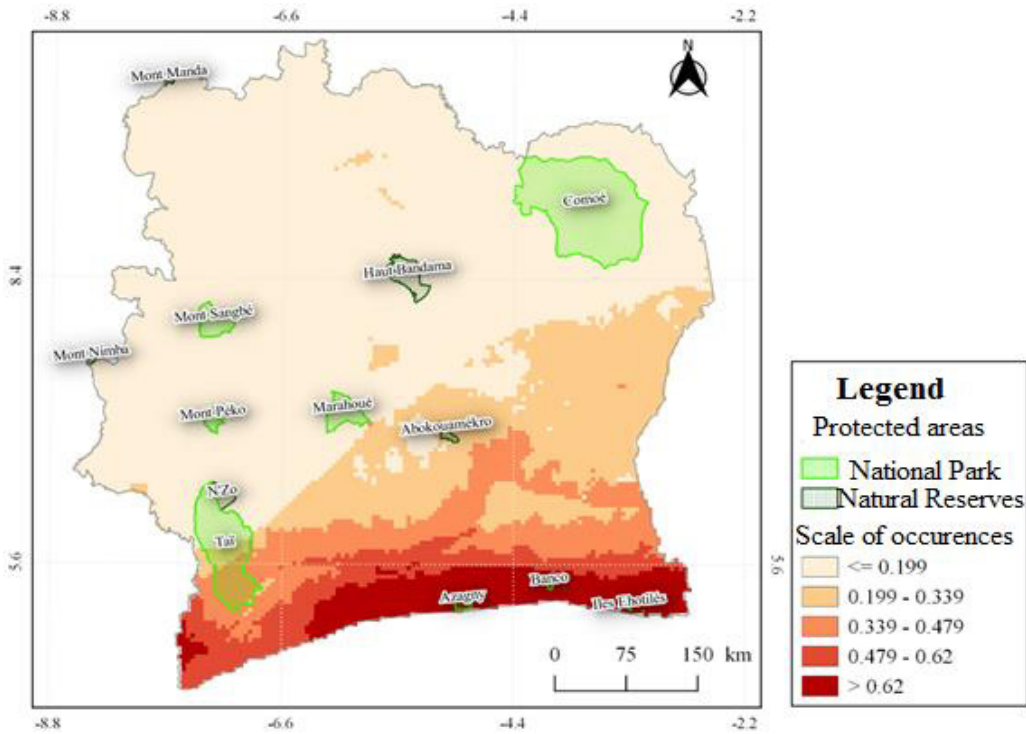 -8.8 -6.6 -4.4 -2.2
N
Mont Manda
Comoé
Haut Bandama
8.4
Mont Sangbé
Mont Nimba
Mont Péko
Marahoué
Abokouamékro
N'Zo
Taï
5.6
5.6
Banco
Azagny
Iles Ehotilés
0 75 150 km
-8.8 -6.6 -4.4 -2.2
Legend
Protected areas
National Park
Natural Reserves
Scale of occurences
<= 0.199
0.199 - 0.339
0.339 - 0.479
0.479 - 0.62
> 0.62